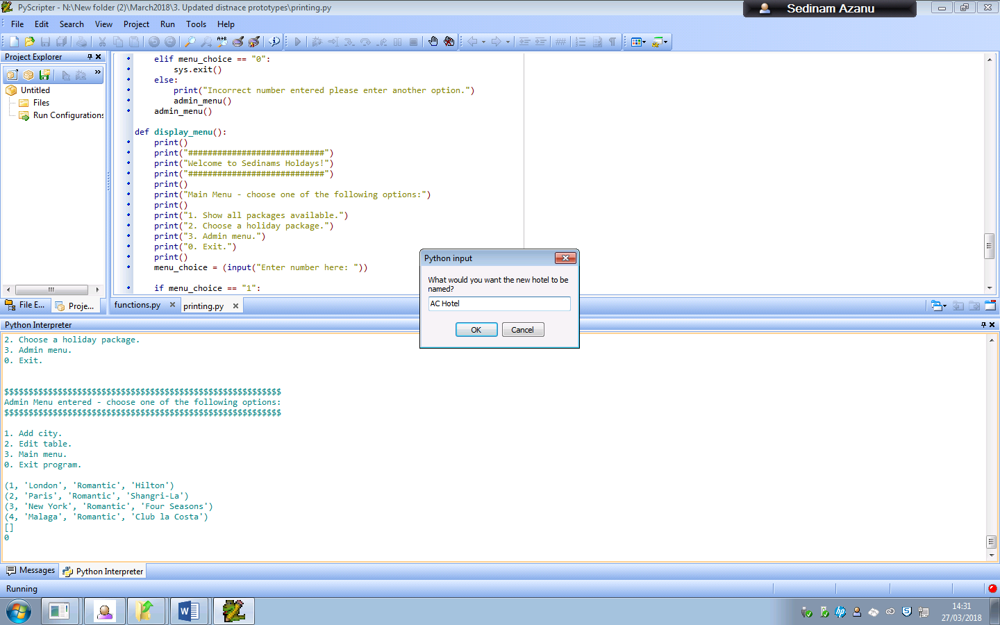 PyScripter - N:\New folder (2)\March2018\3. Updated distnace prototypes\printing.py
Sedinam Azanu
File Edit Search View Project Run Tools Help
Project Explorer
Untitled
Files
Run Configurations
elif menu_choice == "0":
sys.exit()
else:
print("Incorrect number entered please enter another option.")
admin_menu()
admin_menu()
def display_menu():
print()
print("############################")
print("Welcome to Sedinams Holdays!")
print("############################")
print()
print("Main Menu - choose one of the following options:")
print()
print("1. Show all packages available.")
print("2. Choose a holiday package.")
print("3. Admin menu.")
print("0. Exit.")
print()
menu_choice = (input("Enter number here: "))
if menu_choice == "1":
File E... Proje...
functions.py printing.py
Python input
What would you want the new hotel to be
named?
AC Hotel
OK Cancel
Python Interpreter
2. Choose a holiday package.
3. Admin menu.
0. Exit.
$$$$$$$$$$$$$$$$$$$$$$$$$$$$$$$$$$$$$$$$$$$$$$$$$$$$$$$$$
Admin Menu entered - choose one of the following options:
$$$$$$$$$$$$$$$$$$$$$$$$$$$$$$$$$$$$$$$$$$$$$$$$$$$$$$$$$
1. Add city.
2. Edit table.
3. Main menu.
0. Exit program.
(1, 'London', 'Romantic', 'Hilton')
(2, 'Paris', 'Romantic', 'Shangri-La')
(3, 'New York', 'Romantic', 'Four Seasons')
(4, 'Malaga', 'Romantic', 'Club la Costa')
[]
0
Messages Python Interpreter
Running
14:31
27/03/2018